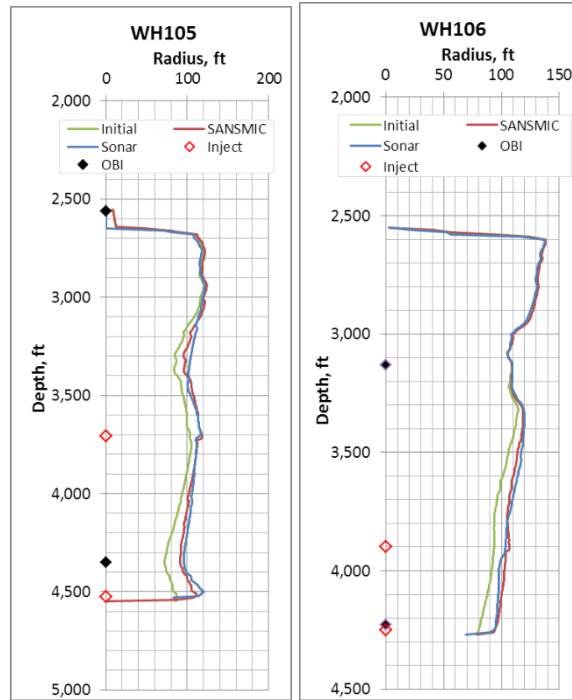 WH105
Radius, ft
0 100 200
2,000
Initial SANSMIC
Sonar Inject
OBI
2,500
3,000
3,500
4,000
4,500
5,000
Depth, ft
WH106
Radius, ft
0 50 100 150
2,000
Initial SANSMIC
Sonar OBI
Inject
2,500
3,000
3,500
4,000
4,500
Depth, ft